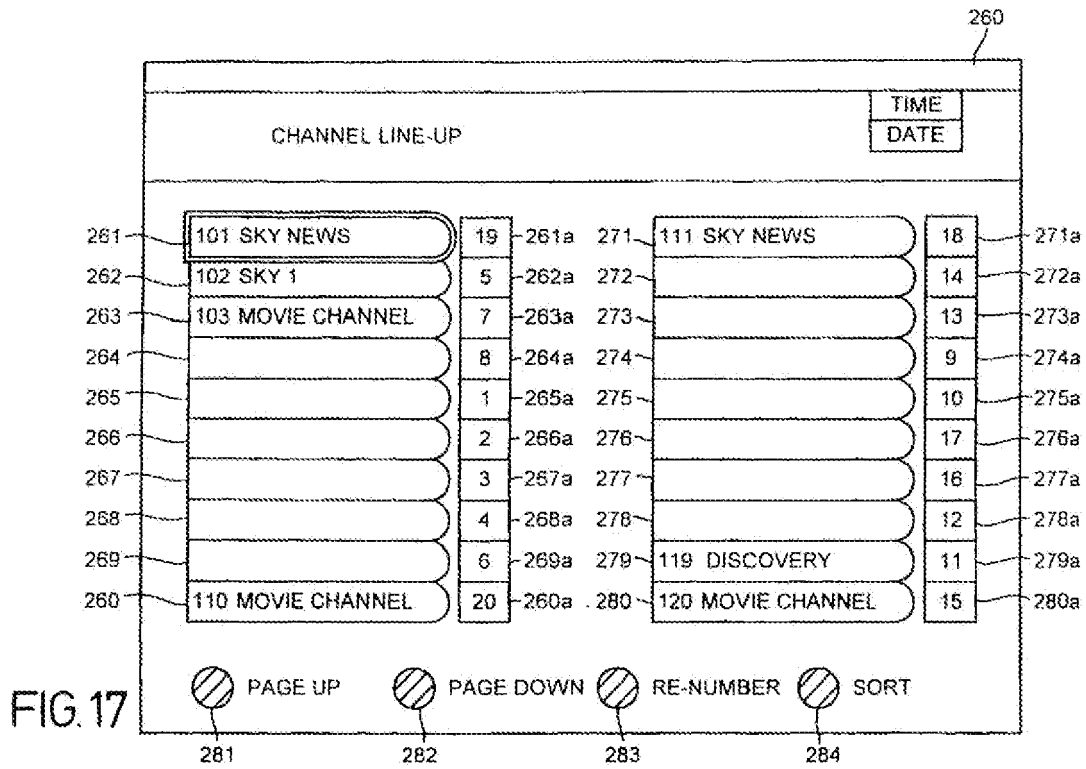 260
TIME
CHANNEL LINE-UP
DATE
261 101 SKY NEWS 19 261a 271 111 SKY NEWS 18 271a
262 102 SKY 1 5 262a 272 14 272a
263 103 MOVIE CHANNEL 7 263a 273 13 273a
264 8 264a 274 9 274a
265 1 265a 275 10 275a
266 2 266a 276 17 276a
267 3 267a 277 16 277a
268 4 268a 278 12 278a
269 6 269a 279 119 DISCOVERY 11 279a
260 110 MOVIE CHANNEL 20 260a 280 120 MOVIE CHANNEL 15 280a
PAGE UP PAGE DOWN RE-NUMBER SORT
FIG. 17
281 282 283 284